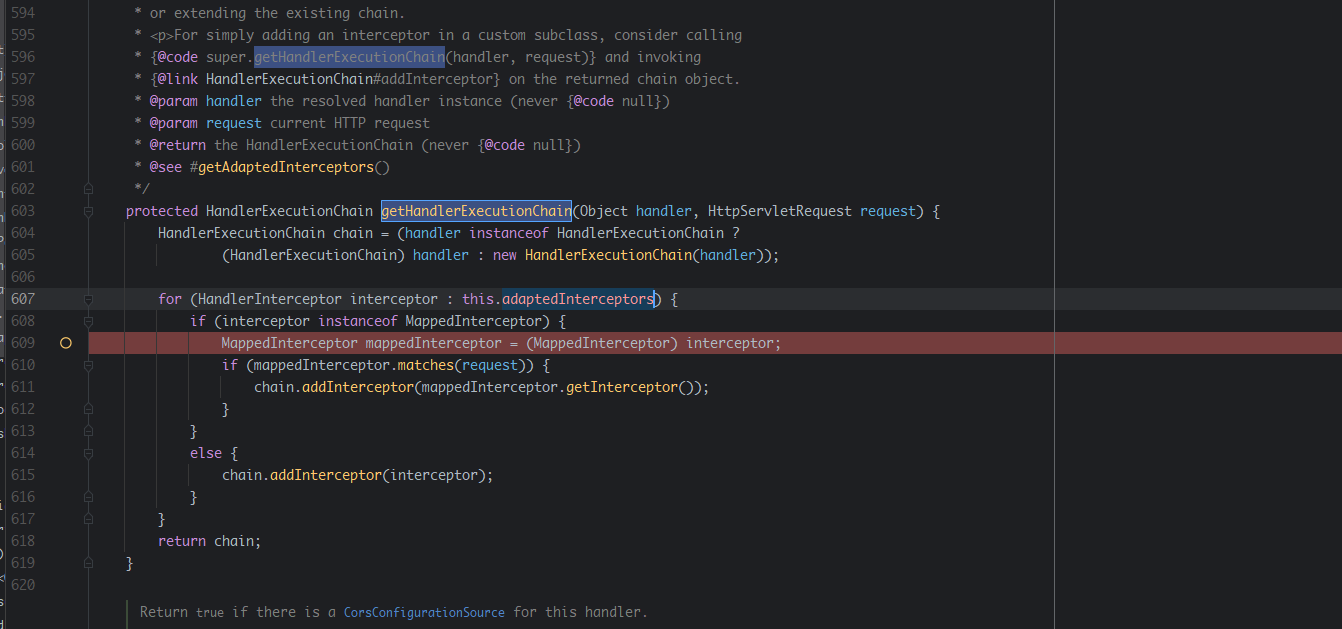 594 * or extending the existing chain.
595 * <p>For simply adding an interceptor in a custom subclass, consider calling
596 * {@code super.getHandlerExecutionChain(handler, request)} and invoking
597 * {@link HandlerExecutionChain#addInterceptor} on the returned chain object.
598 * @param handler the resolved handler instance (never {@code null})
599 * @param request current HTTP request
600 * @return the HandlerExecutionChain (never {@code null})
601 * @see #getAdaptedInterceptors()
602 */
603 protected HandlerExecutionChain getHandlerExecutionChain(Object handler, HttpServletRequest request) {
604 HandlerExecutionChain chain = (handler instanceof HandlerExecutionChain ?
605 (HandlerExecutionChain) handler : new HandlerExecutionChain(handler));
606
607 for (HandlerInterceptor interceptor : this.adaptedInterceptors) {
608 if (interceptor instanceof MappedInterceptor) {
609 MappedInterceptor mappedInterceptor = (MappedInterceptor) interceptor;
610 if (mappedInterceptor.matches(request)) {
611 chain.addInterceptor(mappedInterceptor.getInterceptor());
612 }
613 }
614 else {
615 chain.addInterceptor(interceptor);
616 }
617 }
618 return chain;
619 }
620
Return true if there is a CorsConfigurationSource for this handler.